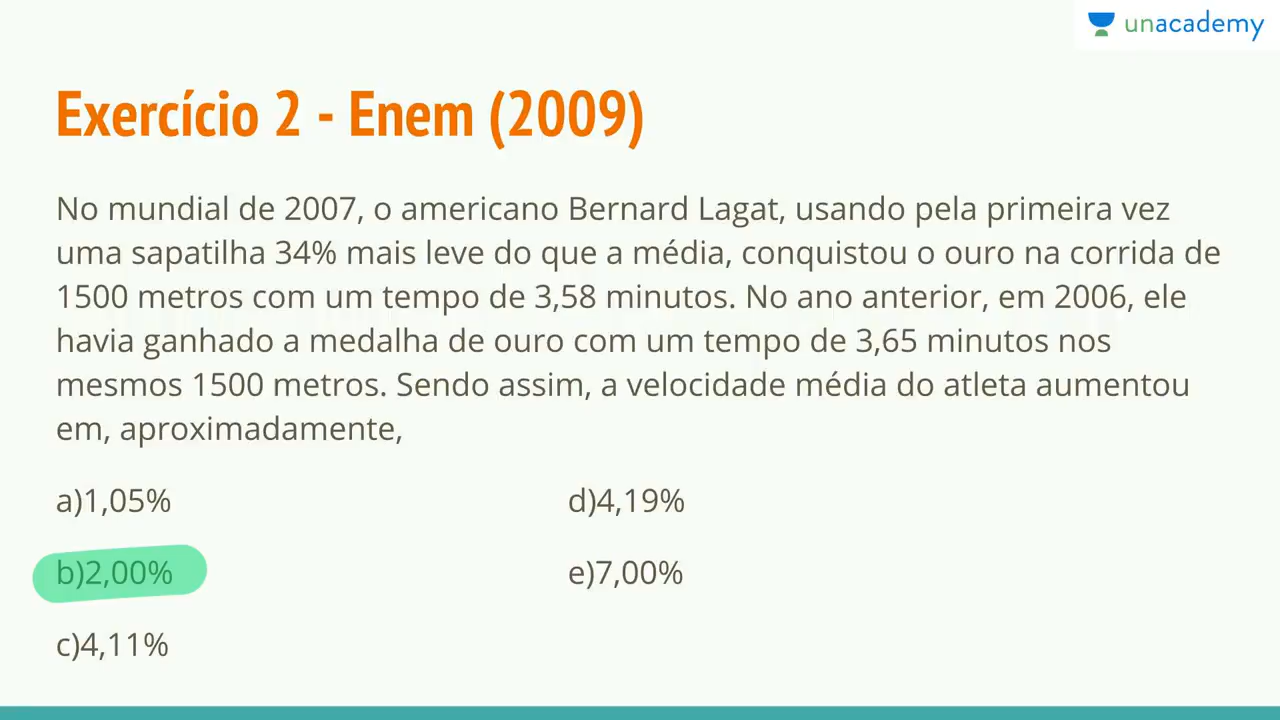 unacademy
Exercício 2 - Enem (2009)
No mundial de 2007, o americano Bernard Lagat, usando pela primeira vez
uma sapatilha 34% mais leve do que a média, conquistou o ouro na corrida de
1500 metros com um tempo de 3,58 minutos. No ano anterior, em 2006, ele
havia ganhado a medalha de ouro com um tempo de 3,65 minutos nos
mesmos 1500 metros. Sendo assim, a velocidade média do atleta aumentou
em, aproximadamente,
a)1,05%
b)2,00%
c)4,11%
d)4,19%
e)7,00%